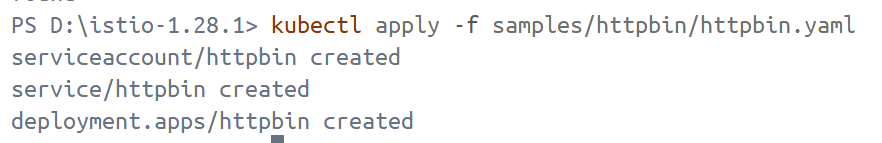 PS D:\istio-1.28.1> kubectl apply -f samples/httpbin/httpbin.yaml
serviceaccount/httpbin created
service/httpbin created
deployment.apps/httpbin created